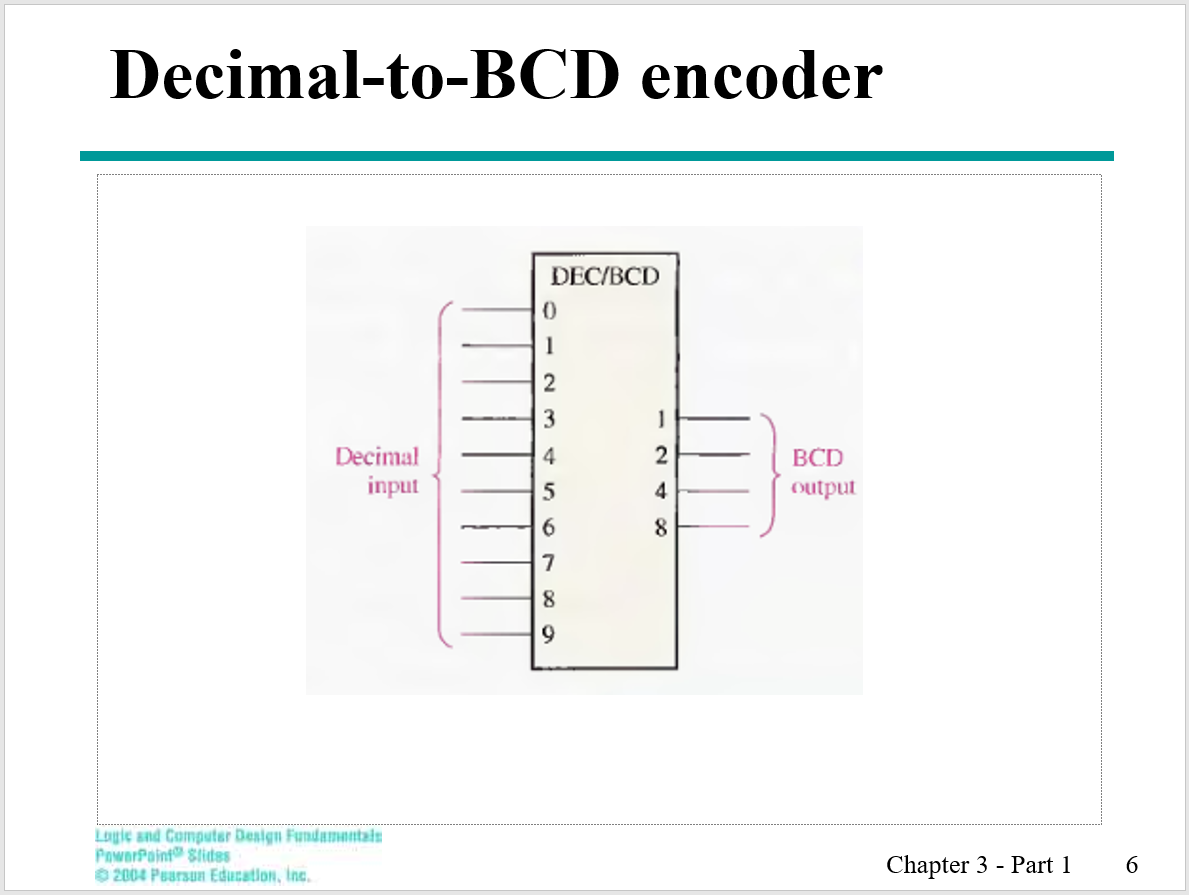 Decimal-to-BCD encoder
DEC/BCD
0
1
2
3
4
5
6
7
8
9
Decimal
input
1
2
4
8
BCD
output
Logic and Computer Design Fundamentals
PowerPoint® Slides
© 2004 Pearson Education, Inc.
Chapter 3 - Part 1
6